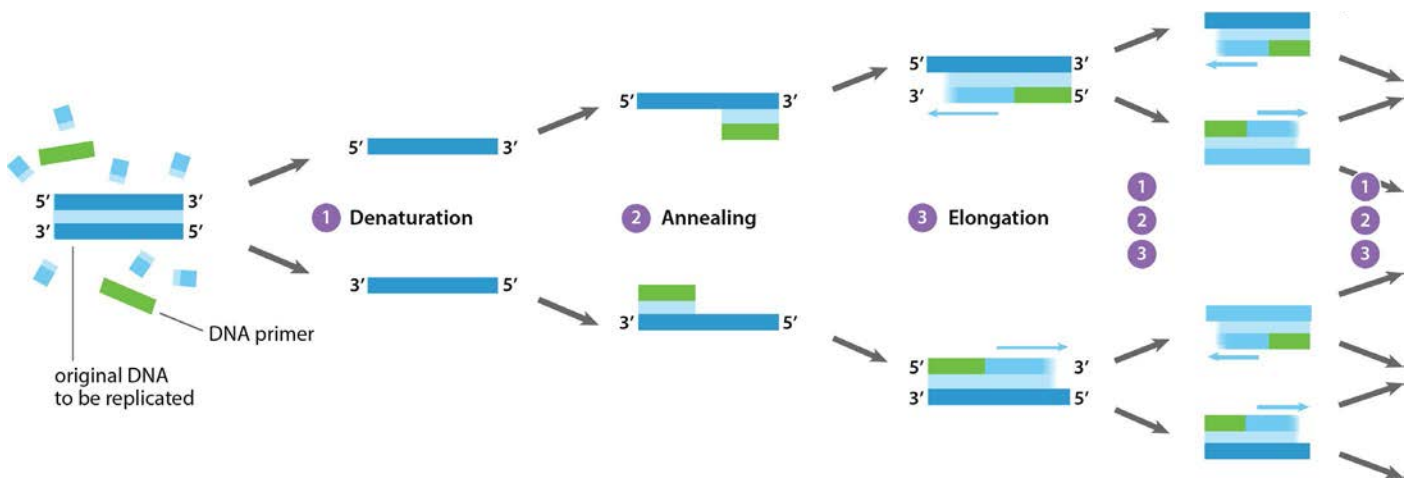 5′ 3′
3′ 5′
DNA primer
original DNA
to be replicated
5′ 3′
1 Denaturation
3′ 5′
5′ 3′
2 Annealing
3′ 5′
5′ 3′
3′ 5′
3 Elongation
5′ 3′
3′ 5′
1
2
3
1
2
3